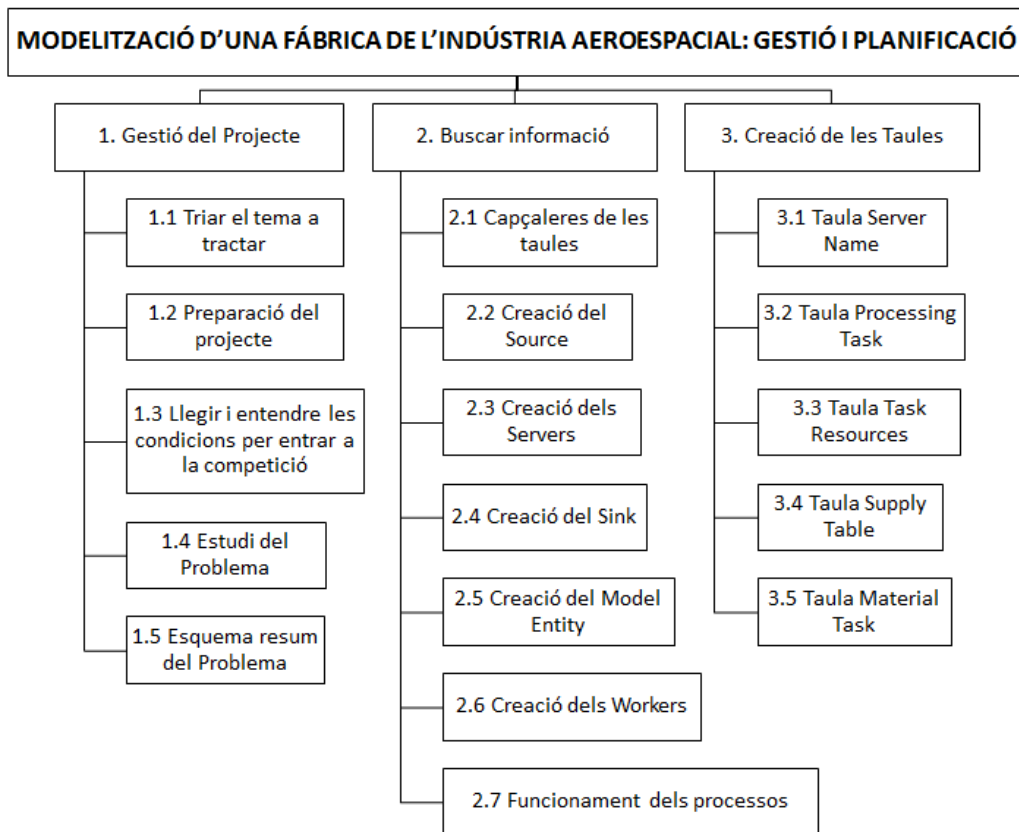 MODELITZACIÓ D'UNA FÁBRICA DE L'INDÚSTRIA AEROESPACIAL: GESTIÓ I PLANIFICACIÓ
1. Gestió del Projecte
1.1 Triar el tema a
tractar
1.2 Preparació del
projecte
1.3 Llegir i entendre les
condicions per entrar a
la competició
1.4 Estudi del
Problema
1.5 Esquema resum
del Problema
2. Buscar informació
2.1 Capçaleres de les
taules
2.2 Creació del
Source
2.3 Creació dels
Servers
2.4 Creació del Sink
2.5 Creació del Model
Entity
2.6 Creació dels Workers
2.7 Funcionament dels processos
3. Creació de les Taules
3.1 Taula Server
Name
3.2 Taula Processing
Task
3.3 Taula Task
Resources
3.4 Taula Supply
Table
3.5 Taula Material
Task